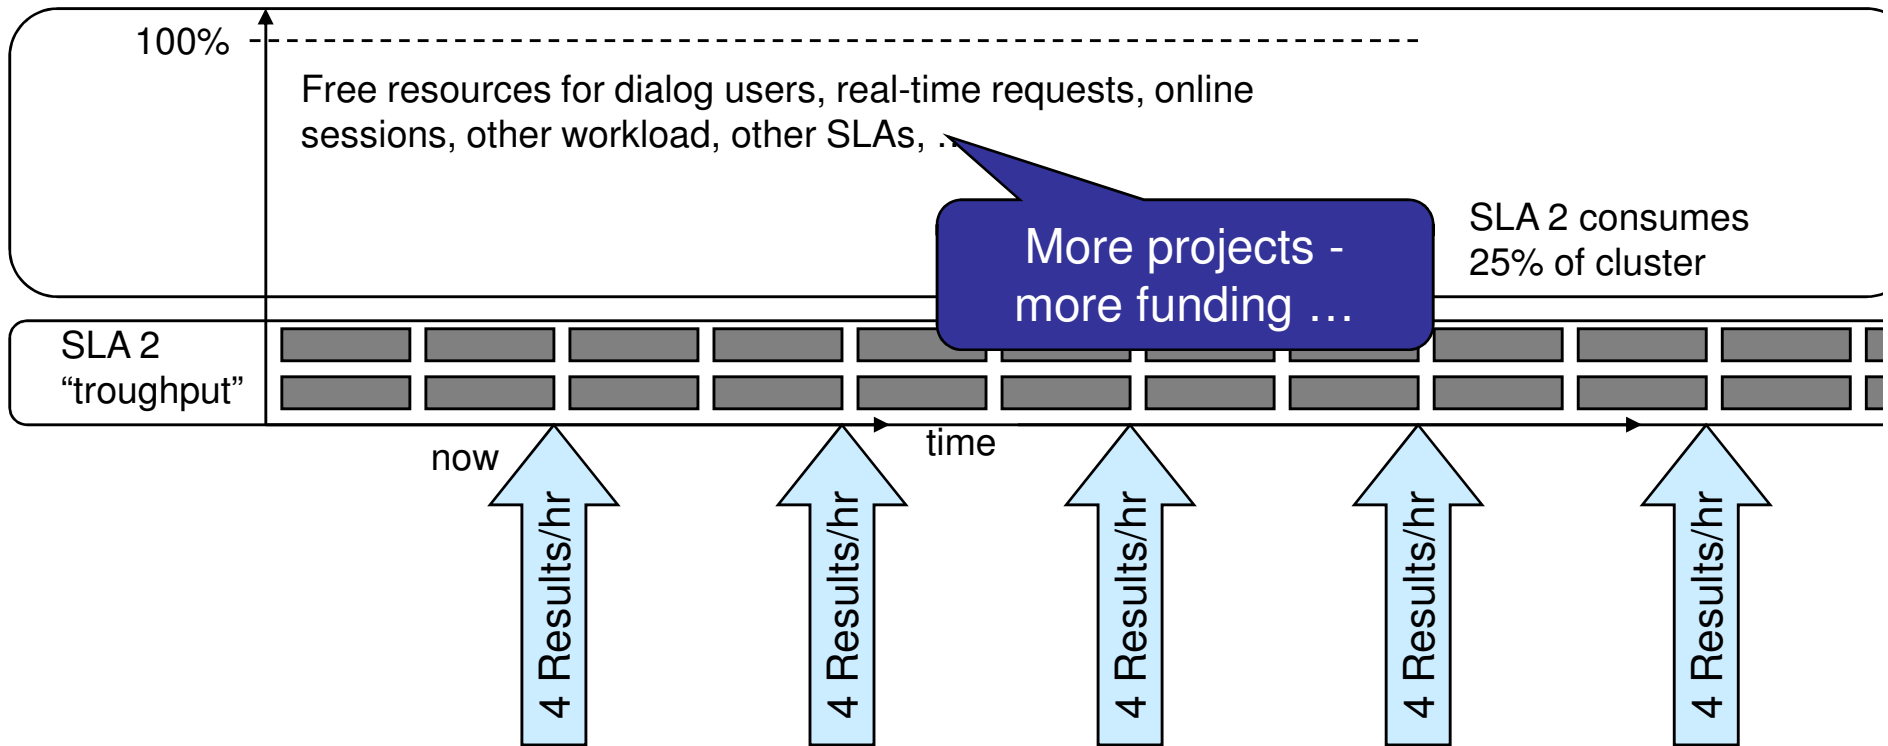 100%
Free resources for dialog users, real-time requests, online
sessions, other workload, other SLAs, …
More projects -
more funding …
SLA 2 consumes
25% of cluster
SLA 2
“troughput”
now
time
4 Results/hr
4 Results/hr
4 Results/hr
4 Results/hr
4 Results/hr